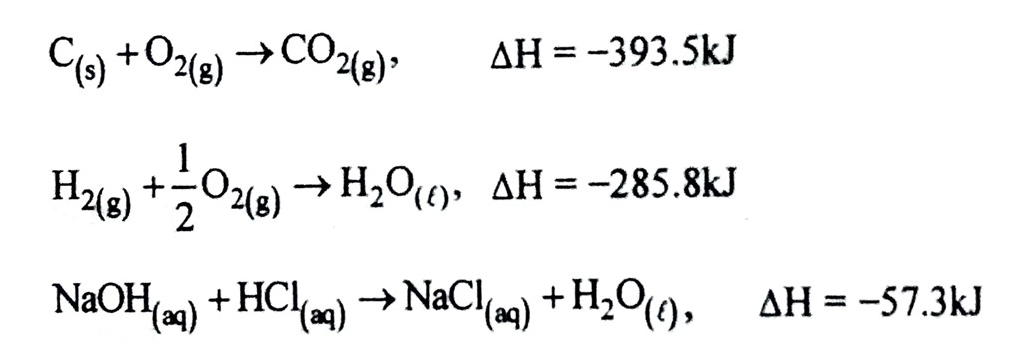 C(s) + O2(g) → CO2(g), ΔH = −393.5kJ
H2(g) + 1/2 O2(g) → H2O(ℓ), ΔH = −285.8kJ
NaOH(aq) + HCl(aq) → NaCl(aq) + H2O(ℓ), ΔH = −57.3kJ